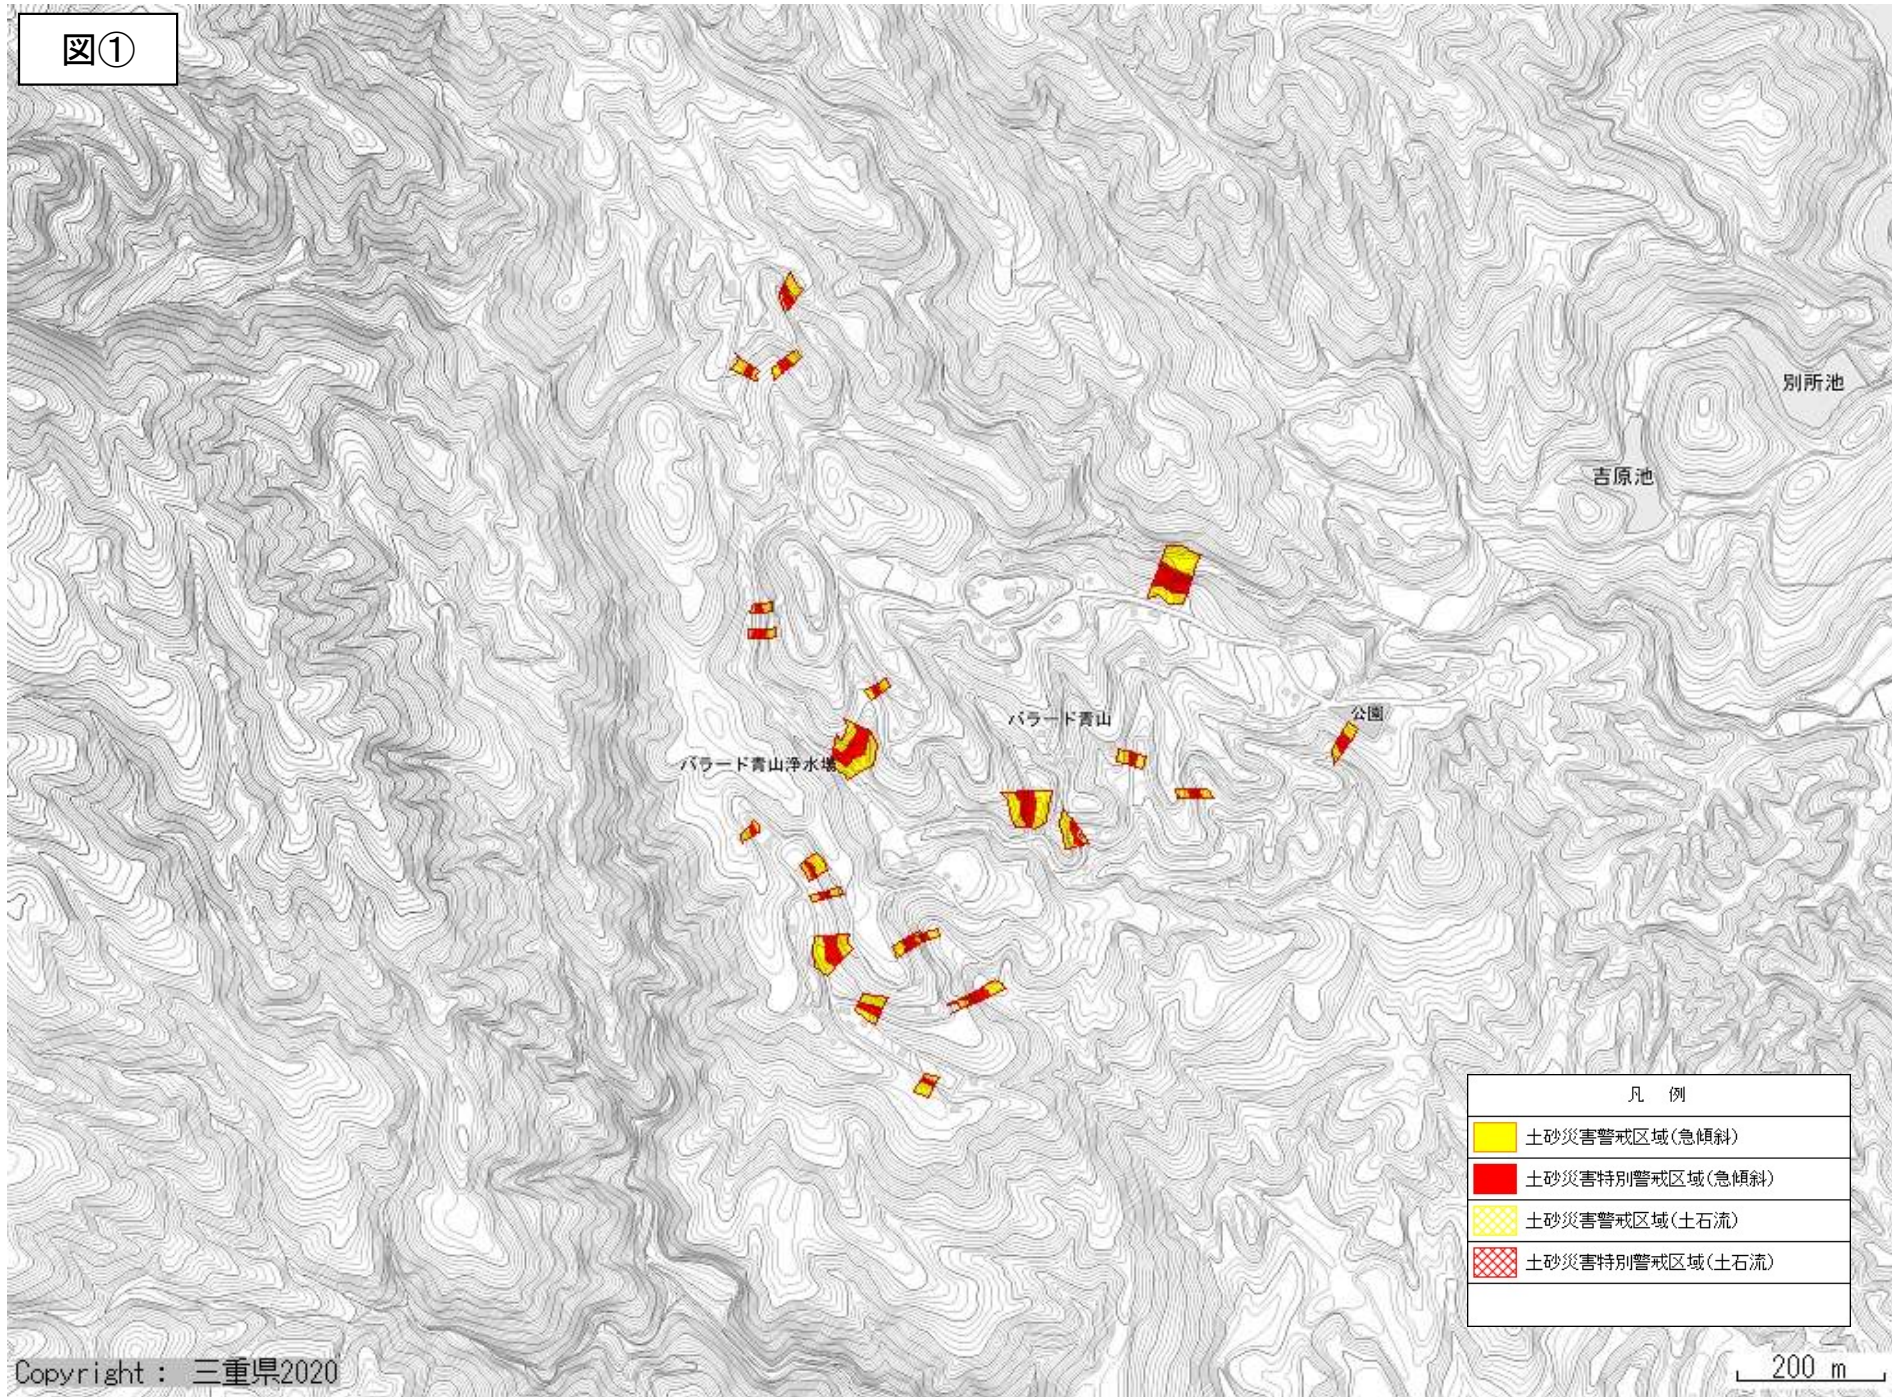 図①
別所池
吉原池
バラード青山
公園
バラード青山浄水場
凡 例
土砂災害警戒区域(急傾斜)
土砂災害特別警戒区域(急傾斜)
土砂災害警戒区域(土石流)
土砂災害特別警戒区域(土石流)
Copyright : 三重県2020
200 m